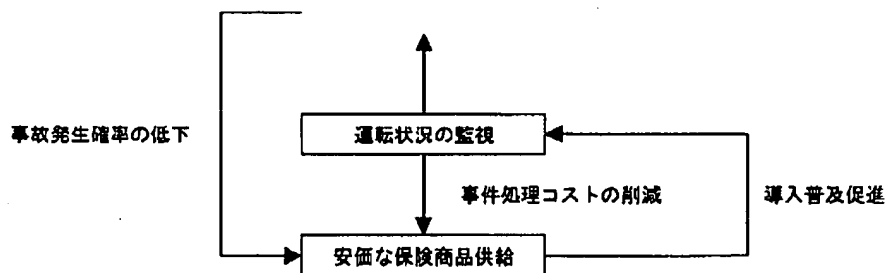 事故発生確率の低下
運転状況の監視
事件処理コストの削減
導入普及促進
安価な保険商品供給